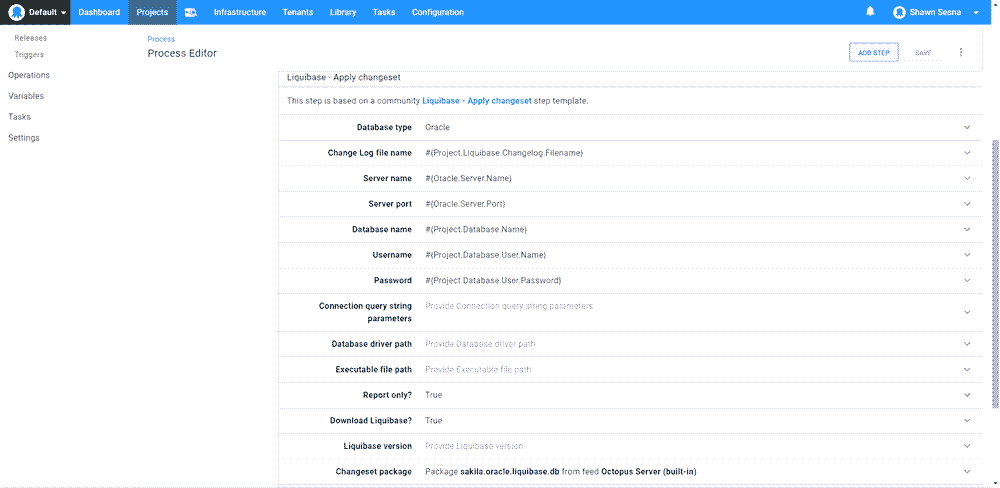 Default
Dashboard
Projects
Infrastructure
Tenants
Library
Tasks
Configuration
Shawn Sesna
Releases
Triggers
Operations
Variables
Tasks
Settings
Process
Process Editor
ADD STEP
SAVE
Liquibase - Apply changeset
This step is based on a community Liquibase - Apply changeset step template.
Database type Oracle
Change Log file name #{Project.Liquibase.Changelog.Filename}
Server name #{Oracle.Server.Name}
Server port #{Oracle.Server.Port}
Database name #{Project.Database.Name}
Username #{Project.Database.User.Name}
Password #{Project.Database.User.Password}
Connection query string Provide Connection query string parameters
parameters
Database driver path Provide Database driver path
Executable file path Provide Executable file path
Report only? True
Download Liquibase? True
Liquibase version Provide Liquibase version
Changeset package Package sakila.oracle.liquibase.db from feed Octopus Server (built-in)